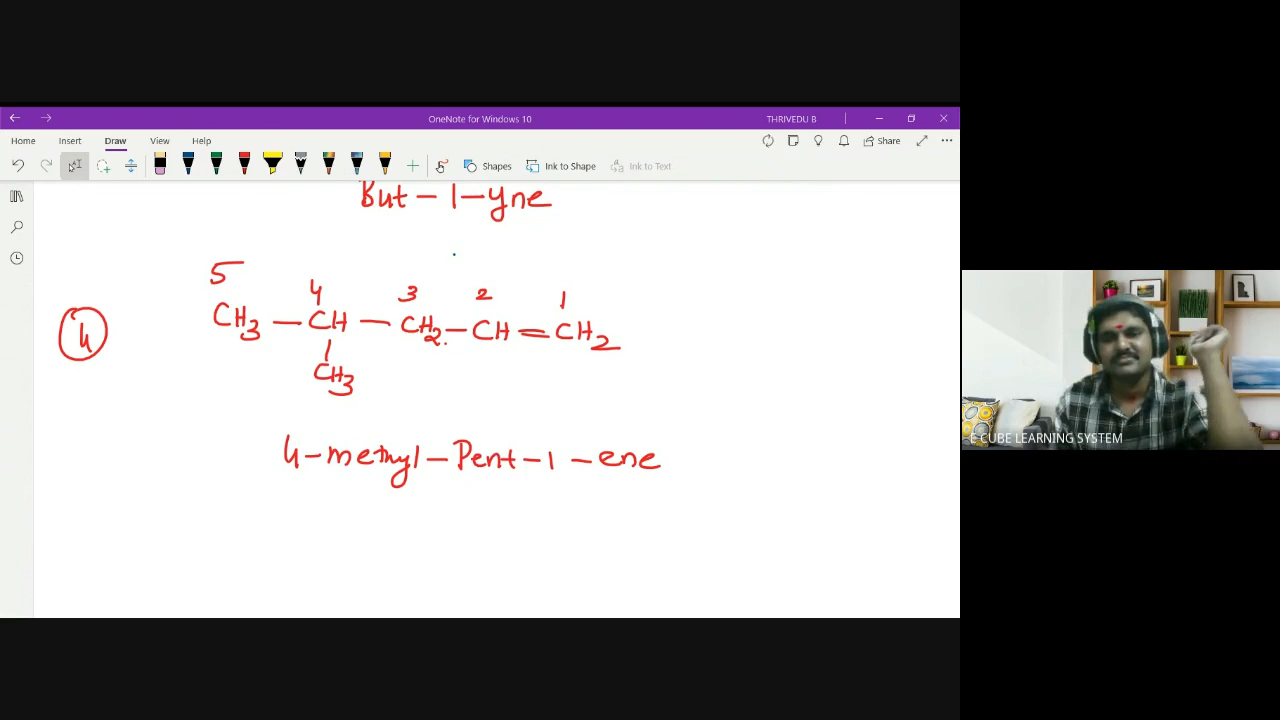 OneNote for Windows 10
THRIVEDU B
Home Insert Draw View Help
Share
Shapes Ink to Shape Ink to Text
But - 1 - yne
5 4 3 2 1
4 CH3 - CH - CH2 - CH = CH2
CH3
4 - methyl - Pent - 1 - ene
E CUBE LEARNING SYSTEM